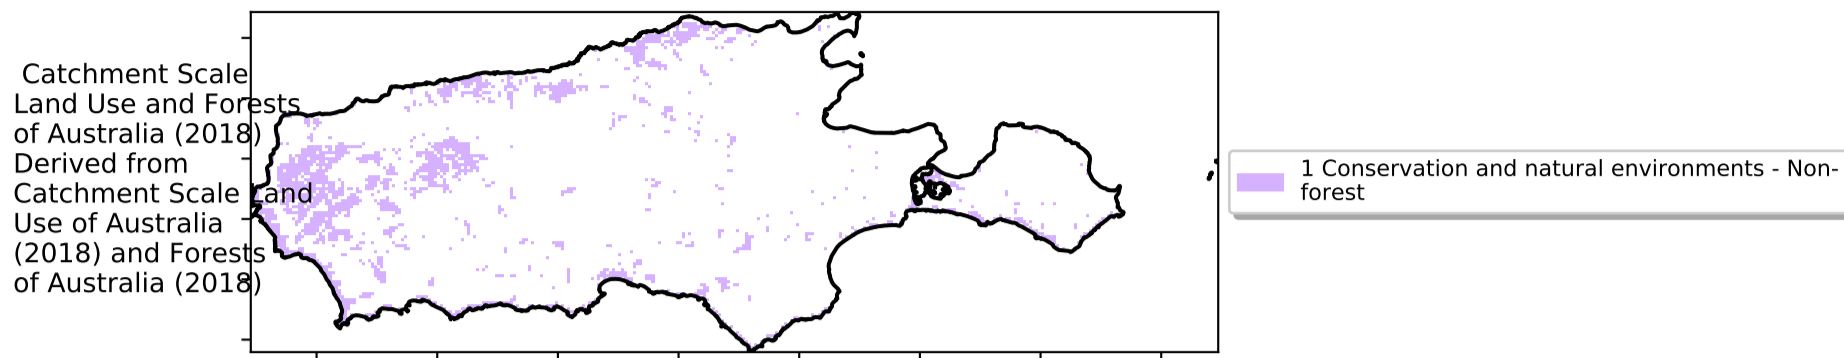 Catchment Scale
Land Use and Forests
of Australia (2018)
Derived from
Catchment Scale Land
Use of Australia
(2018) and Forests
of Australia (2018)
1 Conservation and natural environments - Non-
forest